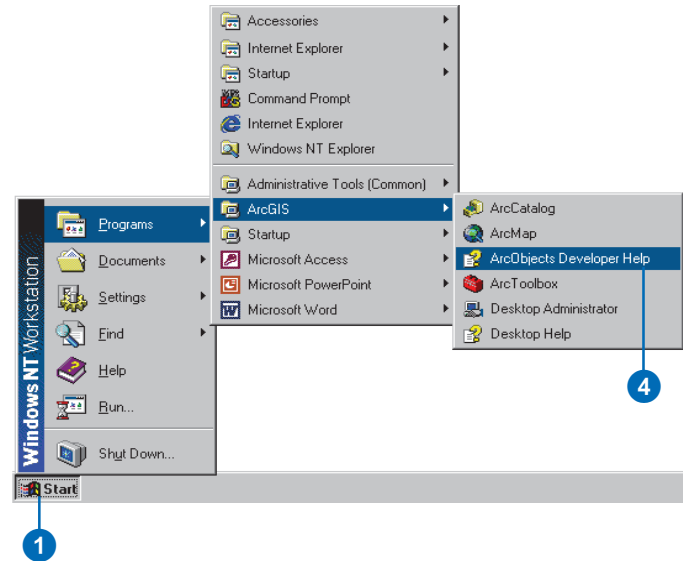 Accessories
Internet Explorer
Startup
Command Prompt
Internet Explorer
Windows NT Explorer
Administrative Tools (Common)
ArcGIS
Startup
Microsoft Access
Microsoft PowerPoint
Microsoft Word
ArcCatalog
ArcMap
ArcObjects Developer Help
ArcToolbox
Desktop Administrator
Desktop Help
4
Windows NT Workstation
Programs
Documents
Settings
Find
Help
Run...
Shut Down...
Start
1